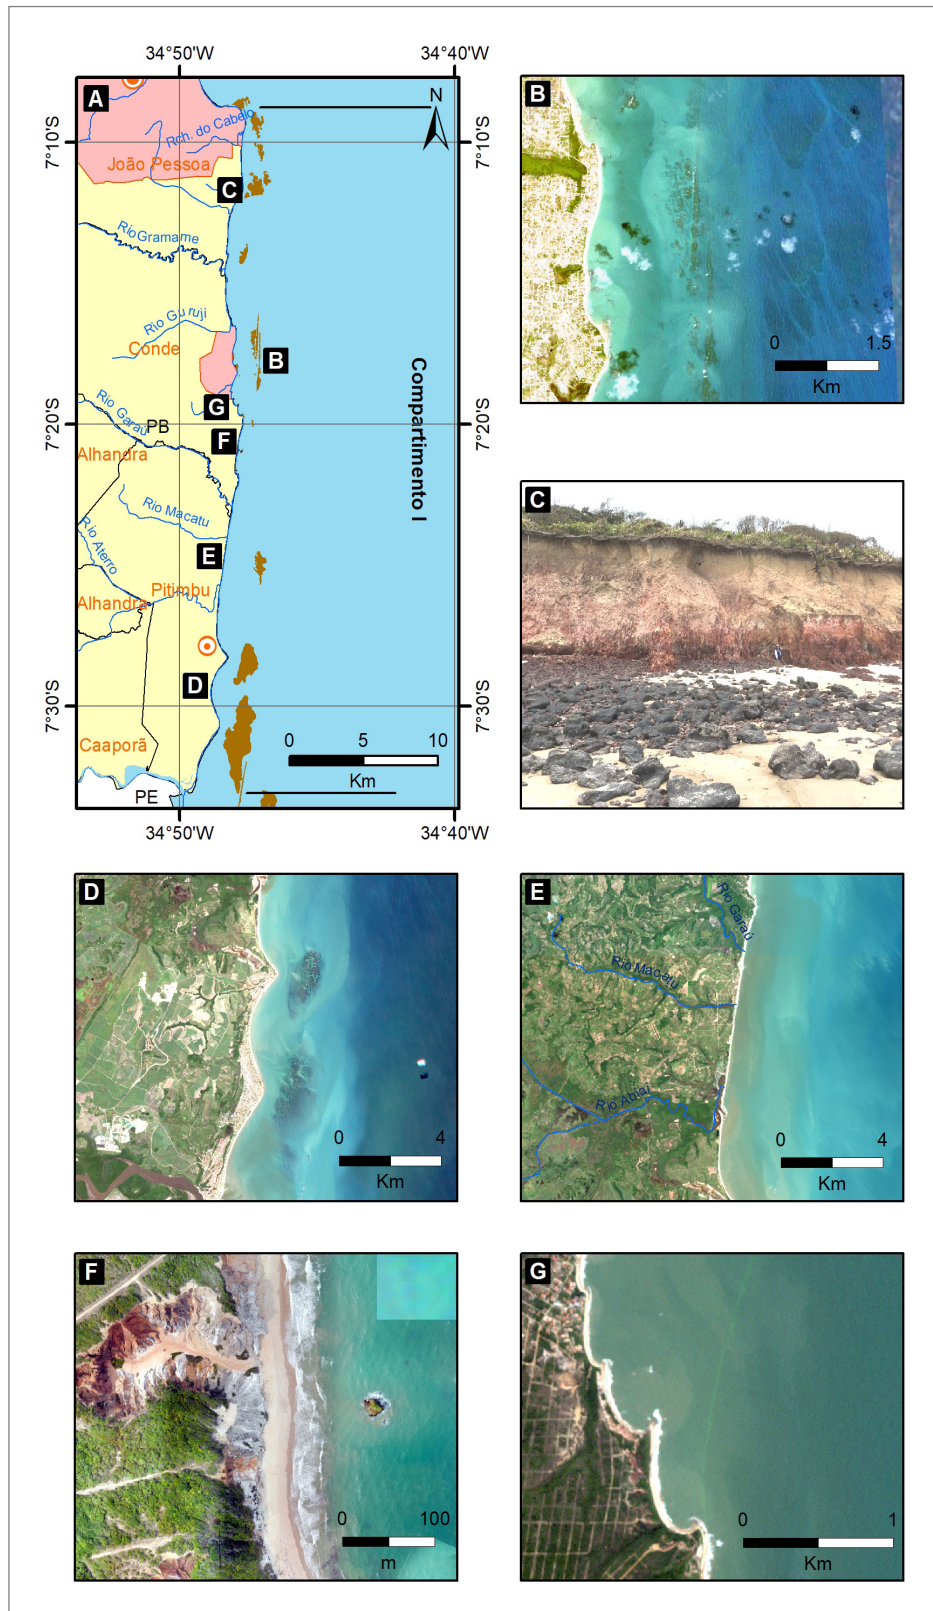 34°50'W
34°40'W
A
N
Rch. do Cabelo
7°10'S
7°10'S
João Pessoa
C
Rio Gramame
Rio Guruji
Conde
B
Compartimento I
G
7°20'S
7°20'S
Rio Garaú
PB
F
Alhandra
Rio Macatu
E
Rio Aterro
Pitimbu
Alhandra
D
7°30'S
7°30'S
Caaporã
0
5
10
Km
PE
34°50'W
34°40'W
B
0
1.5
Km
C
D
0
4
Km
E
Rio Garaú
Rio Macatu
Rio Abiaí
0
4
Km
F
0
100
m
G
0
1
Km